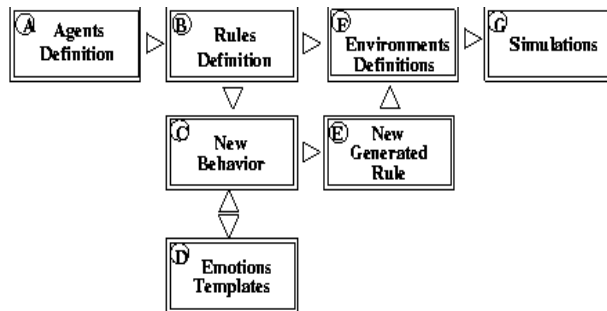 A
Agents
Definition
B
Rules
Definition
F
Environments
Definitions
G
Simulations
C
New
Behavior
E
New
Generated
Rule
D
Emotions
Templates